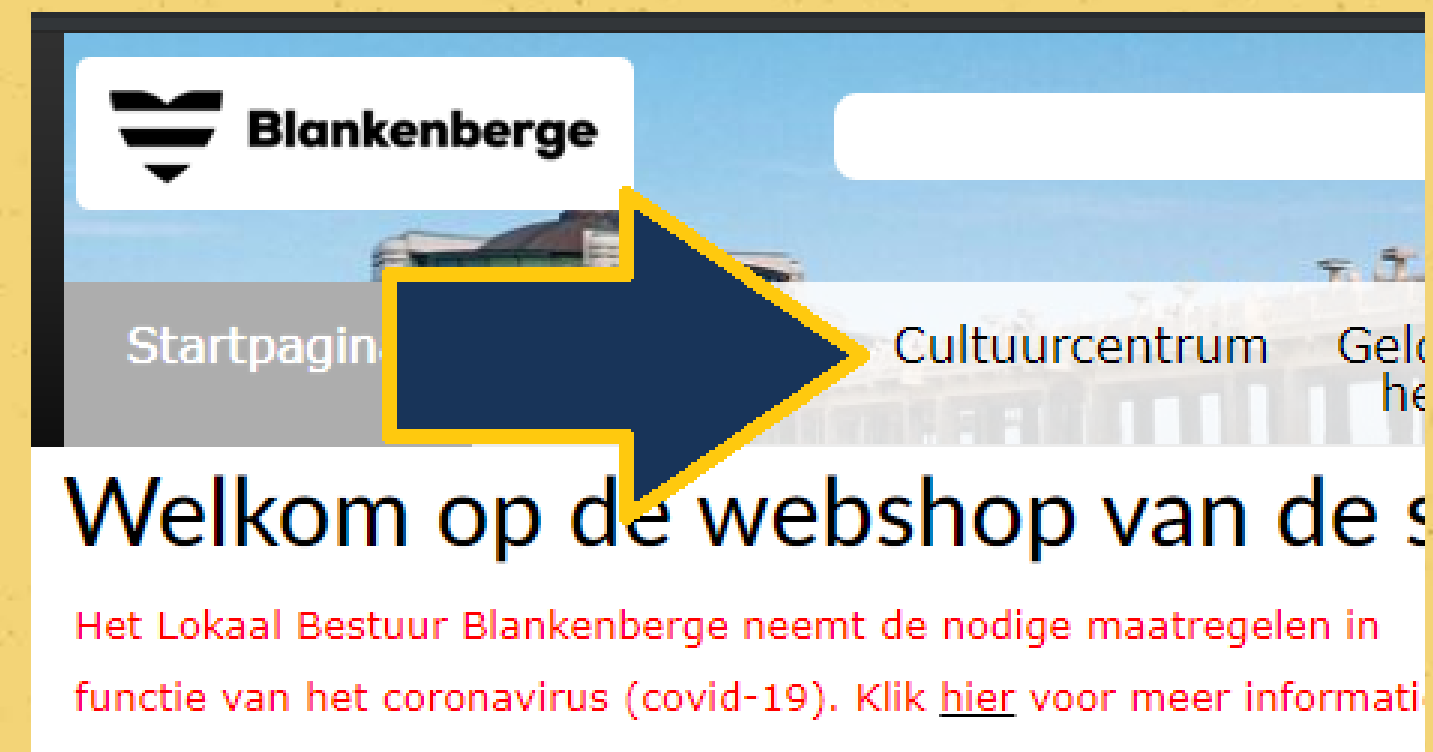 Blankenberge
Cultuurcentrum
Welkom op de webshop van de
Het Lokaal Bestuur Blankenberge neemt de nodige maatregelen in
functie van het coronavirus (covid-19). Klik hier voor meer